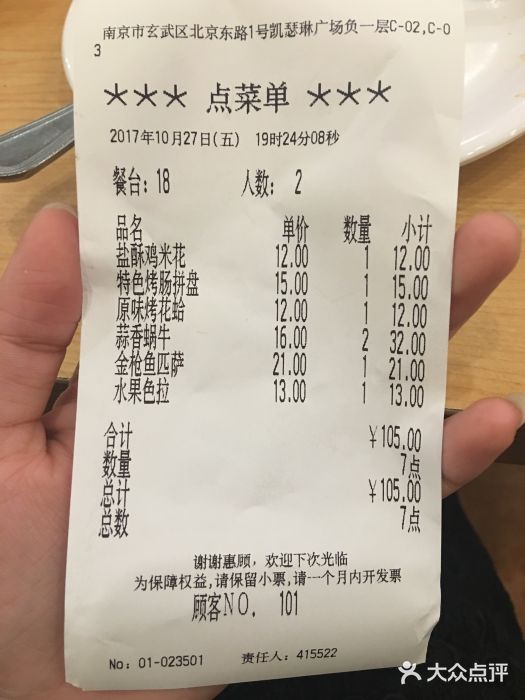 南京市玄武区北京东路1号凯瑟琳广场负一层C-02,C-0
3
*** 点菜单 ***
2017年10月27日(五) 19时24分08秒
餐台: 18 人数: 2
品名 单价 数量 小计
盐酥鸡米花 12.00 1 12.00
特色烤肠拼盘 15.00 1 15.00
原味烤花蛤 12.00 1 12.00
蒜香蜗牛 16.00 2 32.00
金枪鱼匹萨 21.00 1 21.00
水果色拉 13.00 1 13.00
合计 ¥105.00
数量 7点
总计 ¥105.00
总数 7点
谢谢惠顾，欢迎下次光临
为保障权益,请保留小票,请一个月内开发票
顾客NO. 101
No: 01-023501 责任人: 415522
大众点评